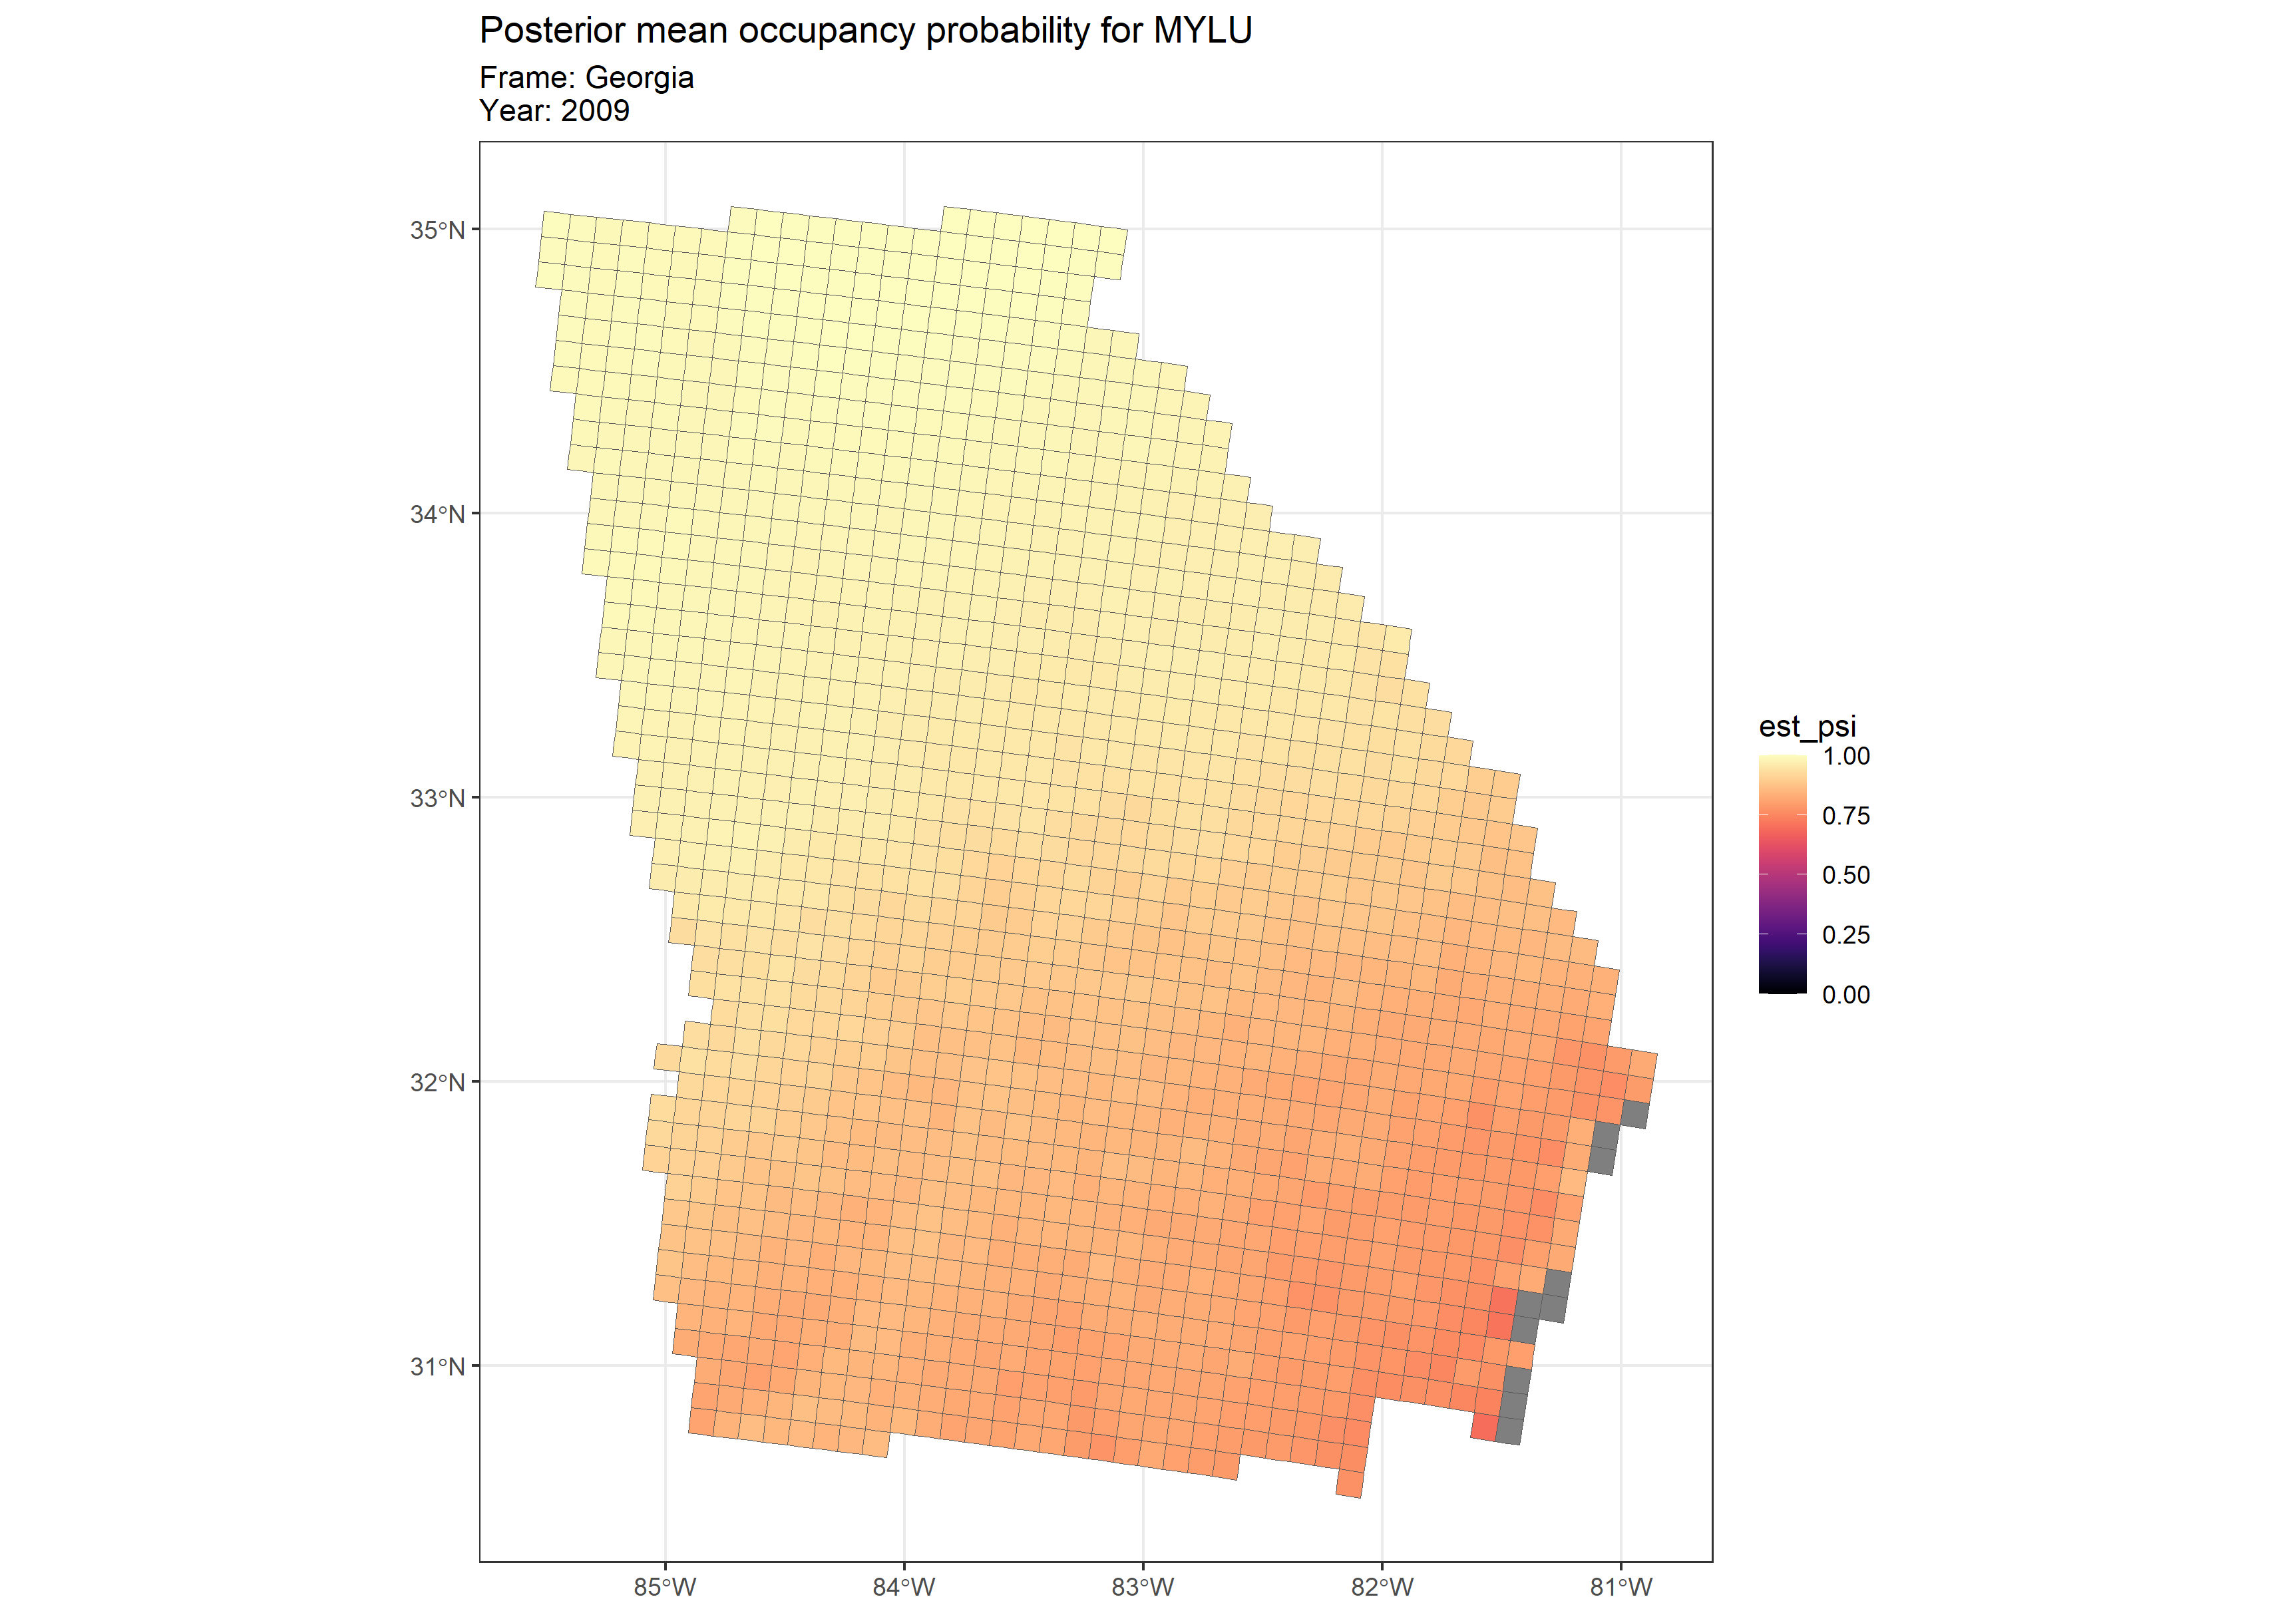 Posterior mean occupancy probability for MYLU
Frame: Georgia
Year: 2009
35°N
34°N
33°N
32°N
31°N
85°W
84°W
83°W
82°W
81°W
est_psi
1.00
0.75
0.50
0.25
0.00